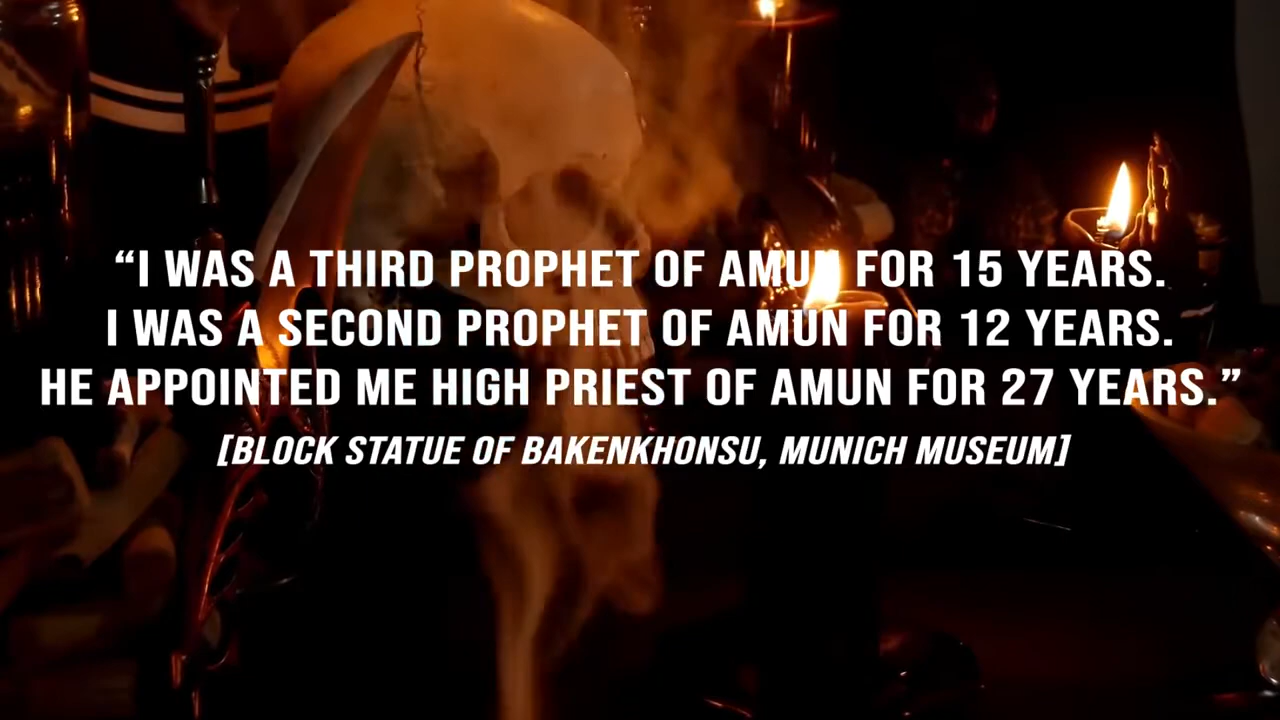 “I WAS A THIRD PROPHET OF AMUN FOR 15 YEARS.
I WAS A SECOND PROPHET OF AMUN FOR 12 YEARS.
HE APPOINTED ME HIGH PRIEST OF AMUN FOR 27 YEARS.”
[BLOCK STATUE OF BAKENKHONSU, MUNICH MUSEUM]